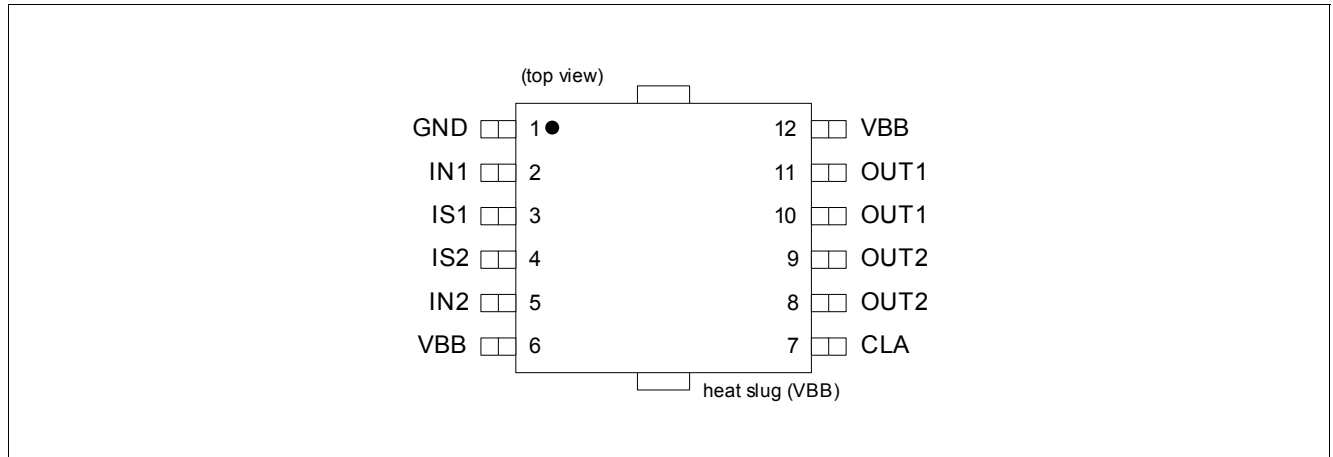 (top view)
GND 1 12 VBB
IN1 2 11 OUT1
IS1 3 10 OUT1
IS2 4 9 OUT2
IN2 5 8 OUT2
VBB 6 7 CLA
heat slug (VBB)